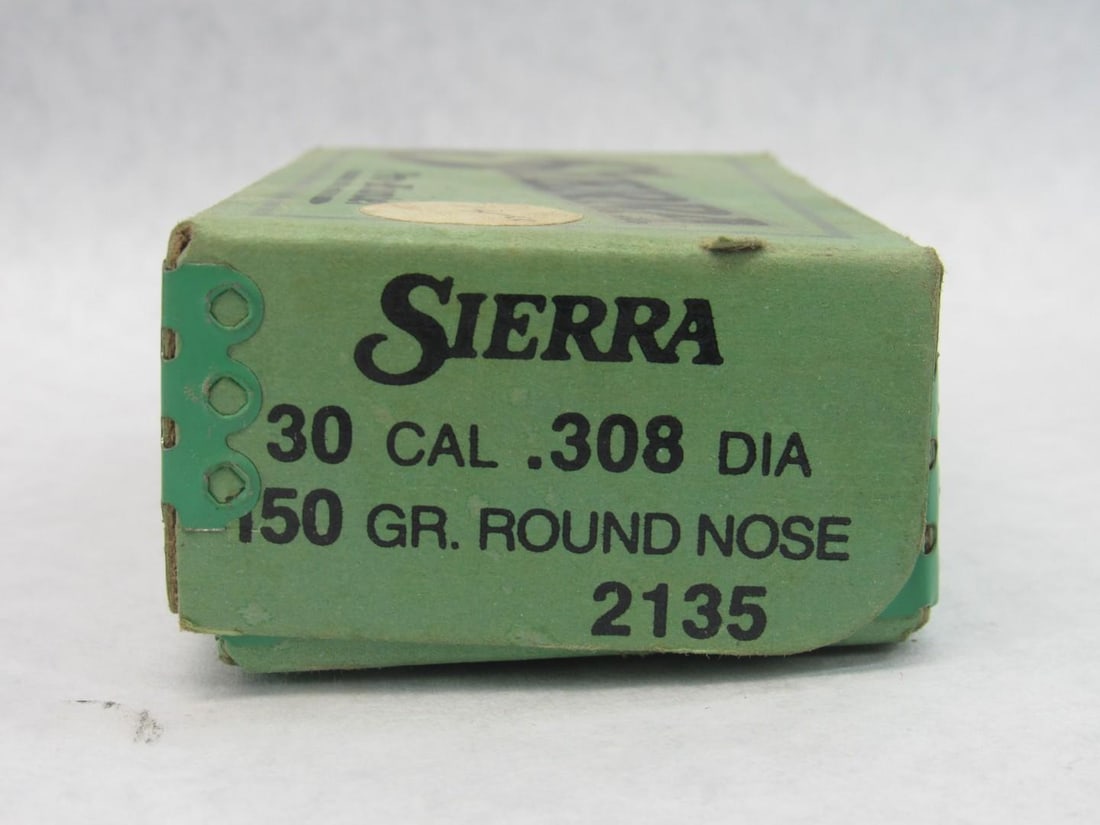 SIERRA
30 CAL .308 DIA
150 GR. ROUND NOSE
2135